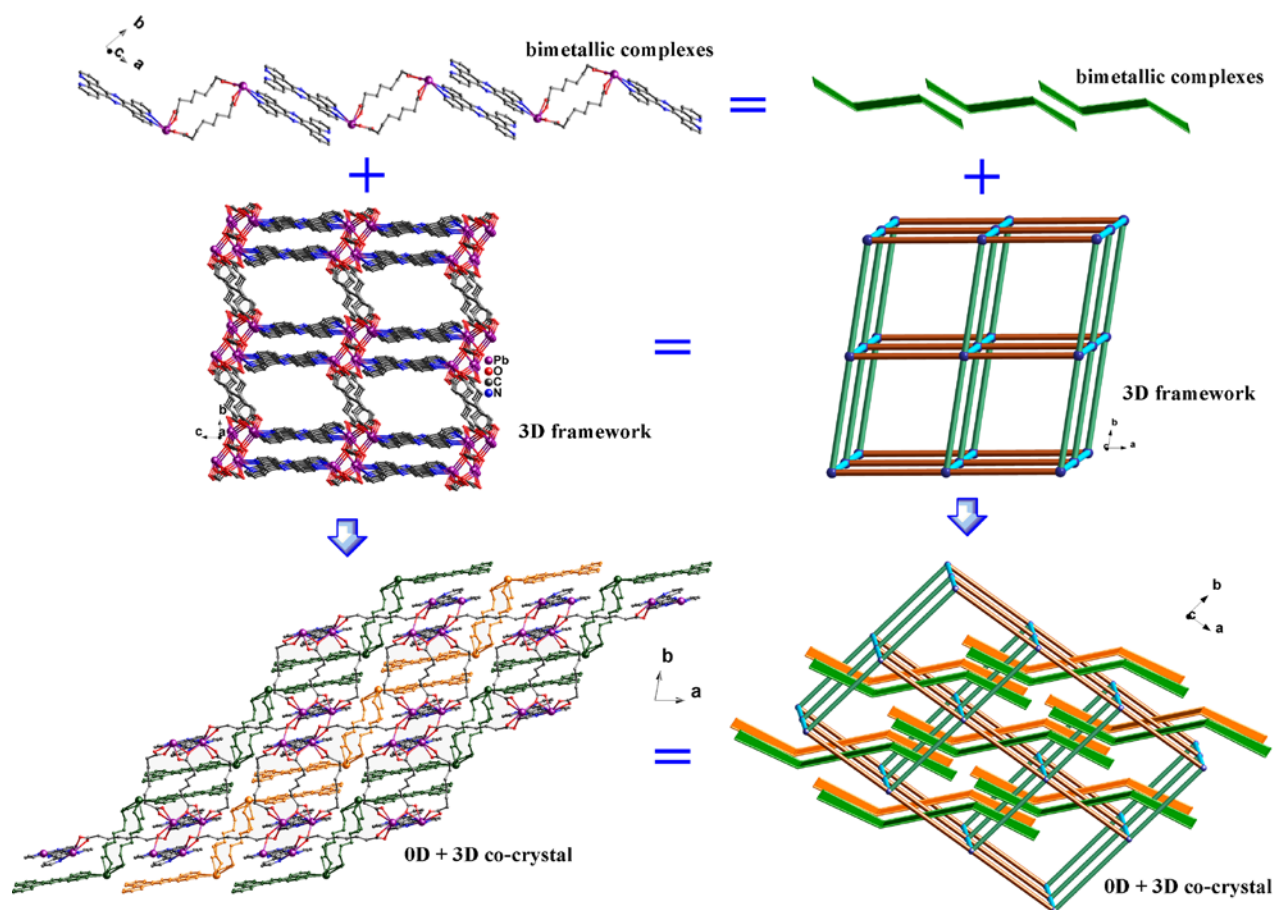 b
c
a
bimetallic complexes
=
bimetallic complexes
+
+
Pb
O
C
N
b
c
a
3D framework
=
3D framework
b
c
a
b
a
=
b
c
a
0D + 3D co-crystal
0D + 3D co-crystal